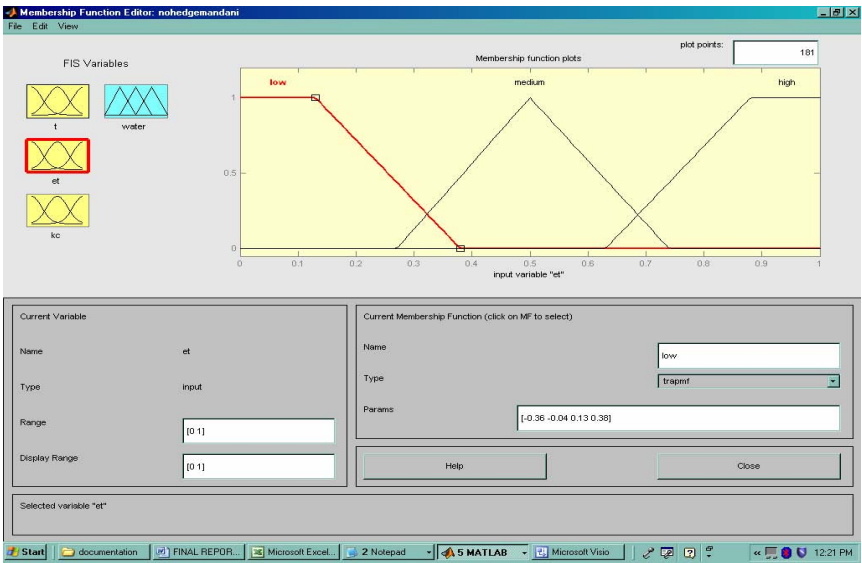 Membership Function Editor: nohedgemandani
File Edit View
FIS Variables
t
water
et
kc
plot points:
181
Membership function plots
low
medium
high
1
0.5
0
0 0.1 0.2 0.3 0.4 0.5 0.6 0.7 0.8 0.9 1
input variable "et"
Current Variable
Name et
Type input
Range [0 1]
Display Range [0 1]
Current Membership Function (click on MF to select)
Name low
Type trapmf
Params [-0.36 -0.04 0.13 0.38]
Help
Close
Selected variable "et"
Start documentation FINAL REPOR... Microsoft Excel... 2 Notepad 5 MATLAB Microsoft Visio 12:21 PM